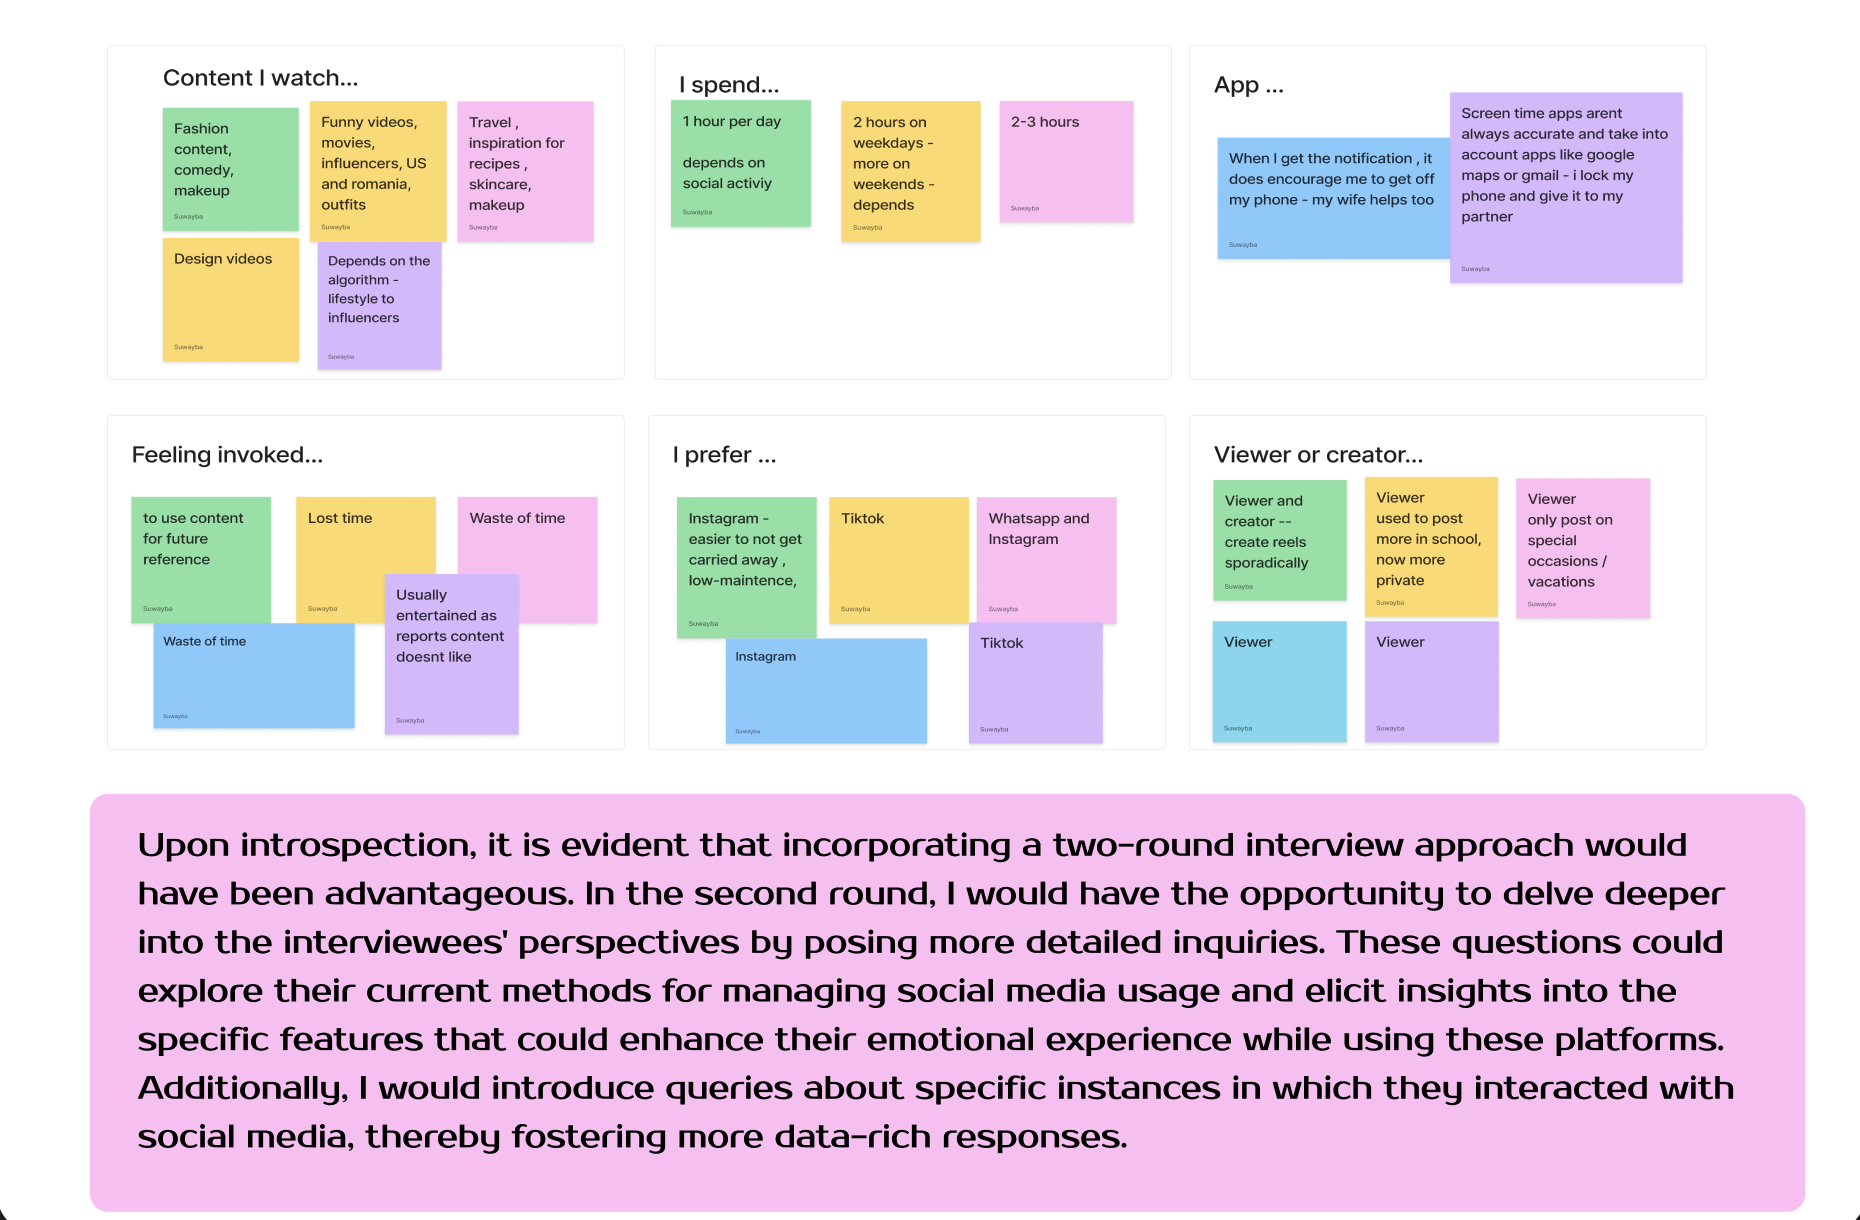 Content I watch...
Fashion
content,
comedy,
makeup
Suwayba
Funny videos,
movies,
influencers, US
and romania,
outfits
Suwayba
Travel ,
inspiration for
recipes ,
skincare,
makeup
Suwayba
Design videos
Suwayba
Depends on the
algorithm -
lifestyle to
influencers
Suwayba
I spend...
1 hour per day
depends on
social activiy
Suwayba
2 hours on
weekdays -
more on
weekends -
depends
Suwayba
2-3 hours
Suwayba
App ...
When I get the notification , it
does encourage me to get off
my phone - my wife helps too
Suwayba
Screen time apps arent
always accurate and take into
account apps like google
maps or gmail - i lock my
phone and give it to my
partner
Suwayba
Feeling invoked...
to use content
for future
reference
Suwayba
Lost time
Suwayba
Waste of time
Waste of time
Suwayba
Usually
entertained as
reports content
doesnt like
Suwayba
I prefer ...
Instagram -
easier to not get
carried away ,
low-maintence,
Suwayba
Tiktok
Suwayba
Whatsapp and
Instagram
Suwayba
Instagram
Suwayba
Tiktok
Suwayba
Viewer or creator...
Viewer and
creator --
create reels
sporadically
Suwayba
Viewer
used to post
more in school,
now more
private
Suwayba
Viewer
only post on
special
occasions /
vacations
Suwayba
Viewer
Suwayba
Viewer
Suwayba
Upon introspection, it is evident that incorporating a two-round interview approach would
have been advantageous. In the second round, I would have the opportunity to delve deeper
into the interviewees' perspectives by posing more detailed inquiries. These questions could
explore their current methods for managing social media usage and elicit insights into the
specific features that could enhance their emotional experience while using these platforms.
Additionally, I would introduce queries about specific instances in which they interacted with
social media, thereby fostering more data-rich responses.